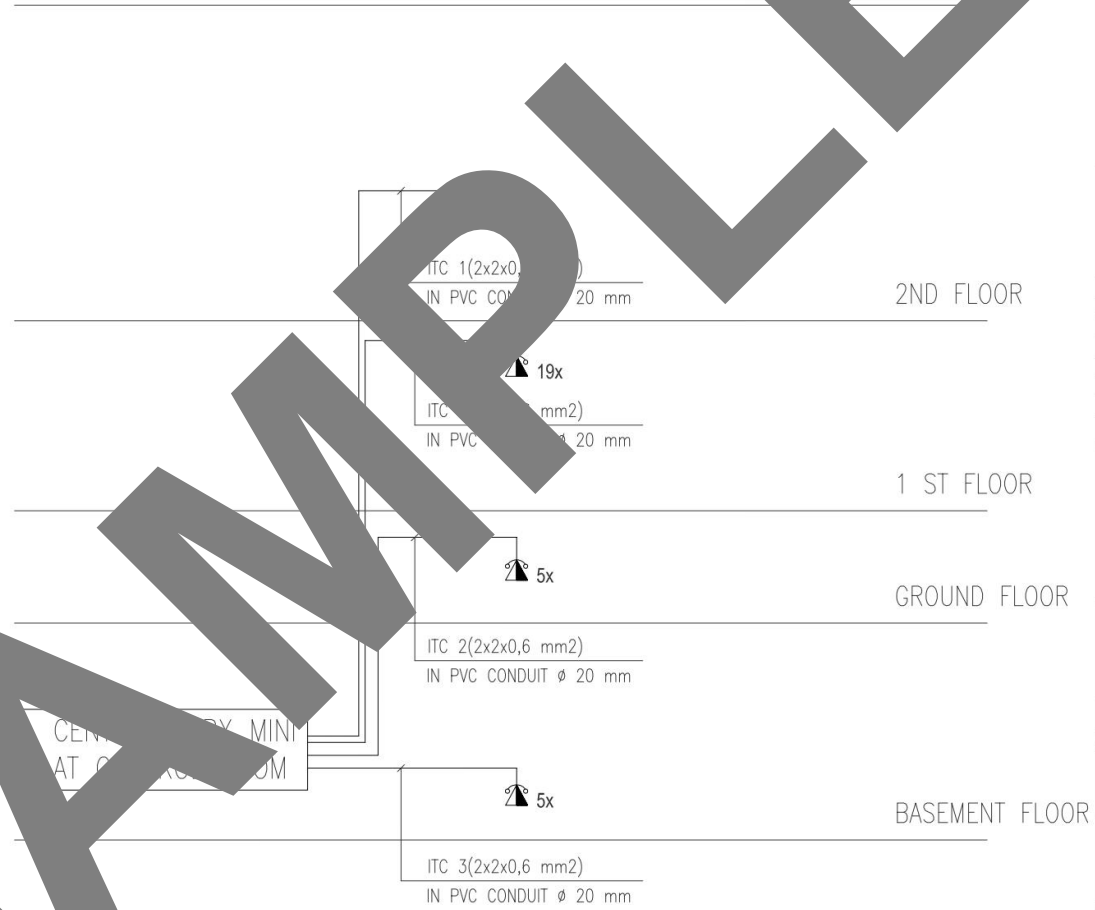 ITC 1(2x2x0,
IN PVC 20 mm
2ND FLOOR
19x
ITC mm2)
IN PVC 20 mm
1 ST FLOOR
5x
GROUND FLOOR
ITC 2(2x2x0,6 mm2)
IN PVC CONDUIT ø 20 mm
MINI
AT
5x
BASEMENT FLOOR
ITC 3(2x2x0,6 mm2)
IN PVC CONDUIT ø 20 mm
AMPLE